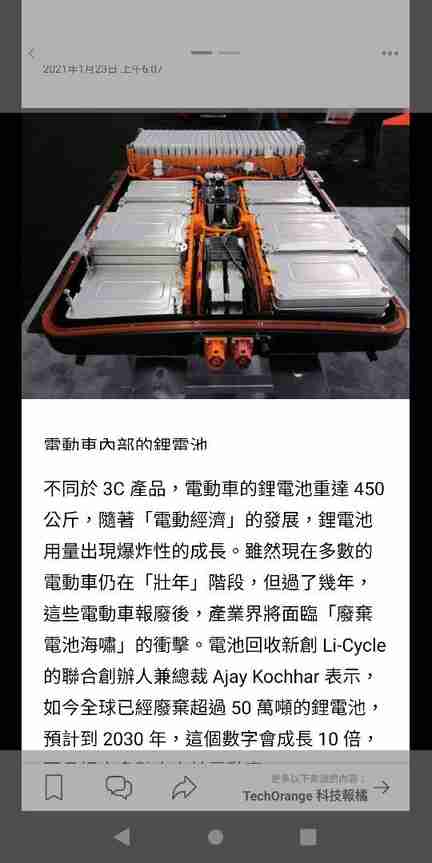 2021年1月23日 上午6:07
電動車內部的鋰電池
不同於 3C 產品，電動車的鋰電池重達 450
公斤，隨著「電動經濟」的發展，鋰電池
用量出現爆炸性的成長。雖然現在多數的
電動車仍在「壯年」階段，但過了幾年，
這些電動車報廢後，產業界將面臨「廢棄
電池海嘯」的衝擊。電池回收新創 Li-Cycle
的聯合創辦人兼總裁 Ajay Kochhar 表示，
如今全球已經廢棄超過 50 萬噸的鋰電池，
預計到 2030 年，這個數字會成長 10 倍，
更多以下來源的內容：
TechOrange 科技報橘